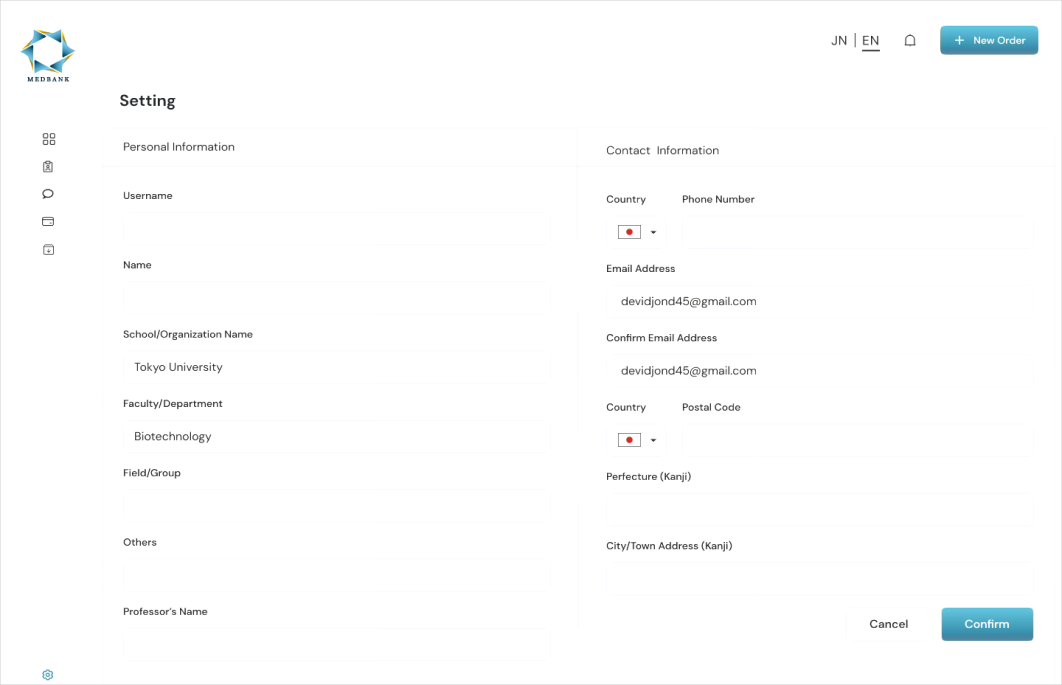 MEDBANK
JN | EN
New Order
Setting
Personal Information
Username
Name
School/Organization Name
Tokyo University
Faculty/Department
Biotechnology
Field/Group
Others
Professor's Name
Contact Information
Country Phone Number
Email Address
devidjond45@gmail.com
Confirm Email Address
devidjond45@gmail.com
Country Postal Code
Perfecture (Kanji)
City/Town Address (Kanji)
Cancel Confirm